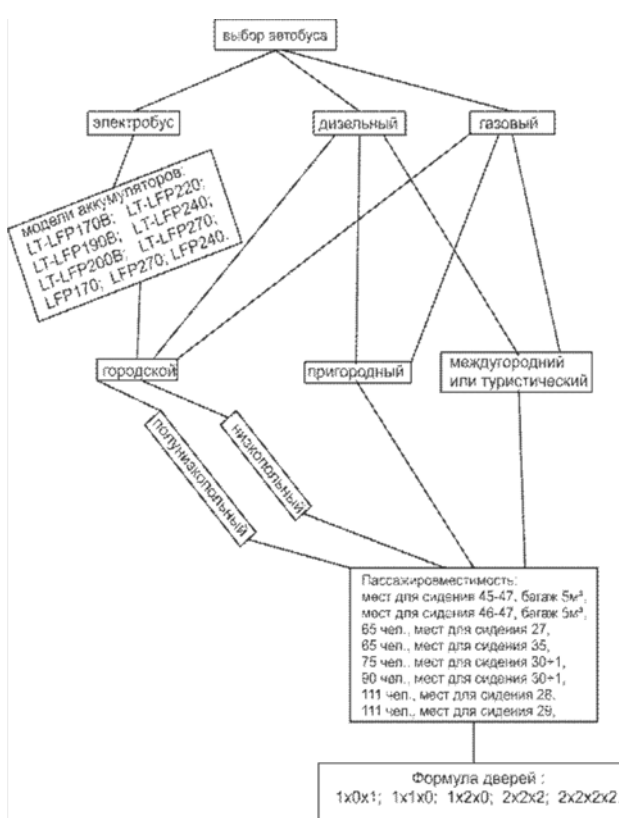 выбор автобуса
электробус
дизельный
газовый
модели аккумуляторов:
LT-LFP170B; LT-LFP220;
LT-LFP190B; LT-LFP240;
LT-LFP200B; LT-LFP270;
LFP170; LFP270; LFP240.
городской
пригородный
междугородний
или туристический
полунизкопольный
низкопольный
Пассажировместимость:
мест для сидения 45-47, багаж 5м³,
мест для сидения 46-47, багаж 5м³,
65 чел., мест для сидения 27,
65 чел., мест для сидения 35,
75 чел., мест для сидения 30+1,
90 чел., мест для сидения 30+1,
111 чел., мест для сидения 28,
111 чел., мест для сидения 29,
Формула дверей :
1x0x1; 1x1x0; 1x2x0; 2x2x2; 2x2x2x2.